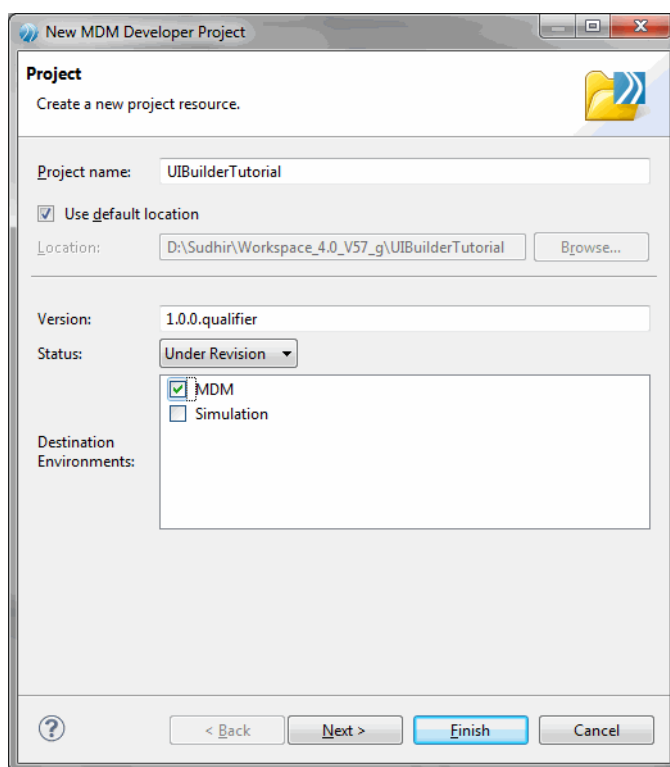 New MDM Developer Project
Project
Create a new project resource.
Project name: UIBuilderTutorial
Use default location
Location: D:\Sudhir\Workspace_4.0_V57_g\UIBuilderTutorial Browse...
Version: 1.0.0.qualifier
Status: Under Revision
MDM
Simulation
Destination
Environments:
? < Back Next > Finish Cancel